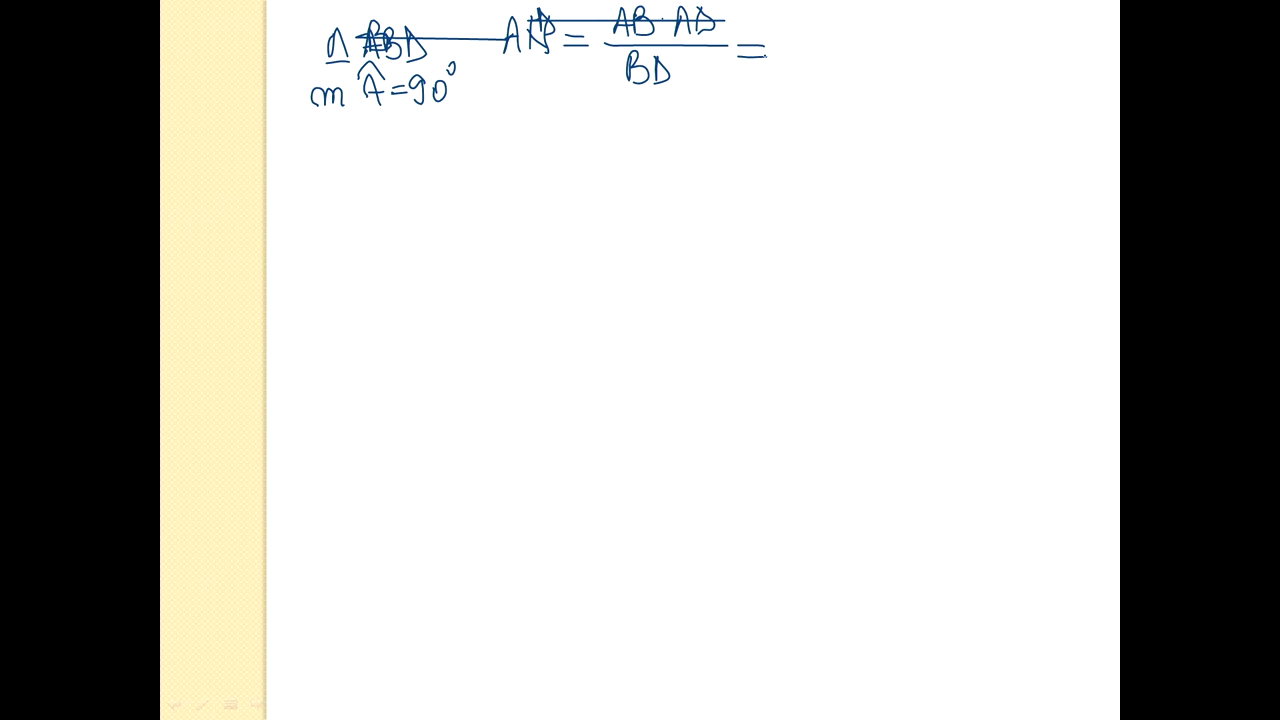 Δ ABD AN = AB · AD / BD =
m Â = 90°